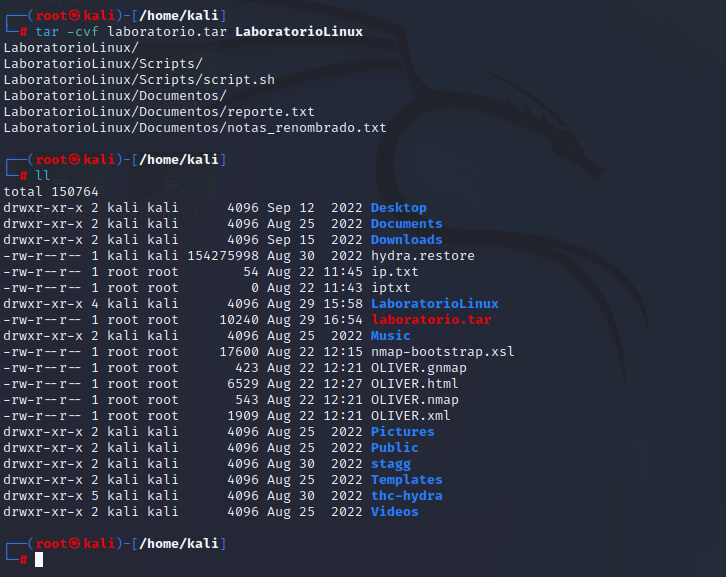 ┌──(root㉿kali)-[/home/kali]
└─# tar -cvf laboratorio.tar LaboratorioLinux
LaboratorioLinux/
LaboratorioLinux/Scripts/
LaboratorioLinux/Scripts/script.sh
LaboratorioLinux/Documentos/
LaboratorioLinux/Documentos/reporte.txt
LaboratorioLinux/Documentos/notas_renombrado.txt
┌──(root㉿kali)-[/home/kali]
└─# ll
total 150764
drwxr-xr-x 2 kali kali      4096 Sep 12  2022 Desktop
drwxr-xr-x 2 kali kali      4096 Aug 25  2022 Documents
drwxr-xr-x 2 kali kali      4096 Sep 15  2022 Downloads
-rw-r--r-- 1 kali kali 154275998 Aug 30  2022 hydra.restore
-rw-r--r-- 1 root root        54 Aug 22 11:45 ip.txt
-rw-r--r-- 1 root root         0 Aug 22 11:43 iptxt
drwxr-xr-x 4 kali kali      4096 Aug 29 15:58 LaboratorioLinux
-rw-r--r-- 1 root root     10240 Aug 29 16:54 laboratorio.tar
drwxr-xr-x 2 kali kali      4096 Aug 25  2022 Music
-rw-r--r-- 1 root root     17600 Aug 22 12:15 nmap-bootstrap.xsl
-rw-r--r-- 1 root root       423 Aug 22 12:21 OLIVER.gnmap
-rw-r--r-- 1 root root      6529 Aug 22 12:27 OLIVER.html
-rw-r--r-- 1 root root       543 Aug 22 12:21 OLIVER.nmap
-rw-r--r-- 1 root root      1909 Aug 22 12:21 OLIVER.xml
drwxr-xr-x 2 kali kali      4096 Aug 25  2022 Pictures
drwxr-xr-x 2 kali kali      4096 Aug 25  2022 Public
drwxr-xr-x 2 kali kali      4096 Aug 30  2022 stagg
drwxr-xr-x 2 kali kali      4096 Aug 25  2022 Templates
drwxr-xr-x 5 kali kali      4096 Aug 30  2022 thc-hydra
drwxr-xr-x 2 kali kali      4096 Aug 25  2022 Videos
┌──(root㉿kali)-[/home/kali]
└─#